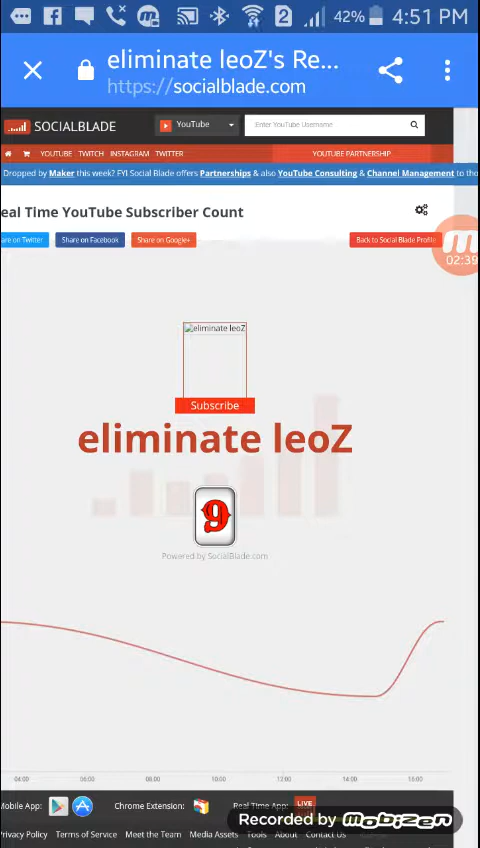 42% 4:51 PM
eliminate leoZ's Re...
https://socialblade.com
SOCIALBLADE YouTube Enter YouTube Username
YOUTUBE TWITCH INSTAGRAM TWITTER YOUTUBE PARTNERSHIP
Dropped by Maker this week? FYI Social Blade offers Partnerships & also YouTube Consulting & Channel Management to tho
eal Time YouTube Subscriber Count
are on Twitter Share on Facebook Share on Google+ Back to Social Blade Profile
02:39
eliminate leoZ
Subscribe
eliminate leoZ
9
Powered by SocialBlade.com
04:00 06:00 08:00 10:00 12:00 14:00 16:00
Mobile App: Chrome Extension: Real Time App: LIVE
Recorded by MOBIZEN
Privacy Policy Terms of Service Meet the Team Media Assets Tools About Contact Us